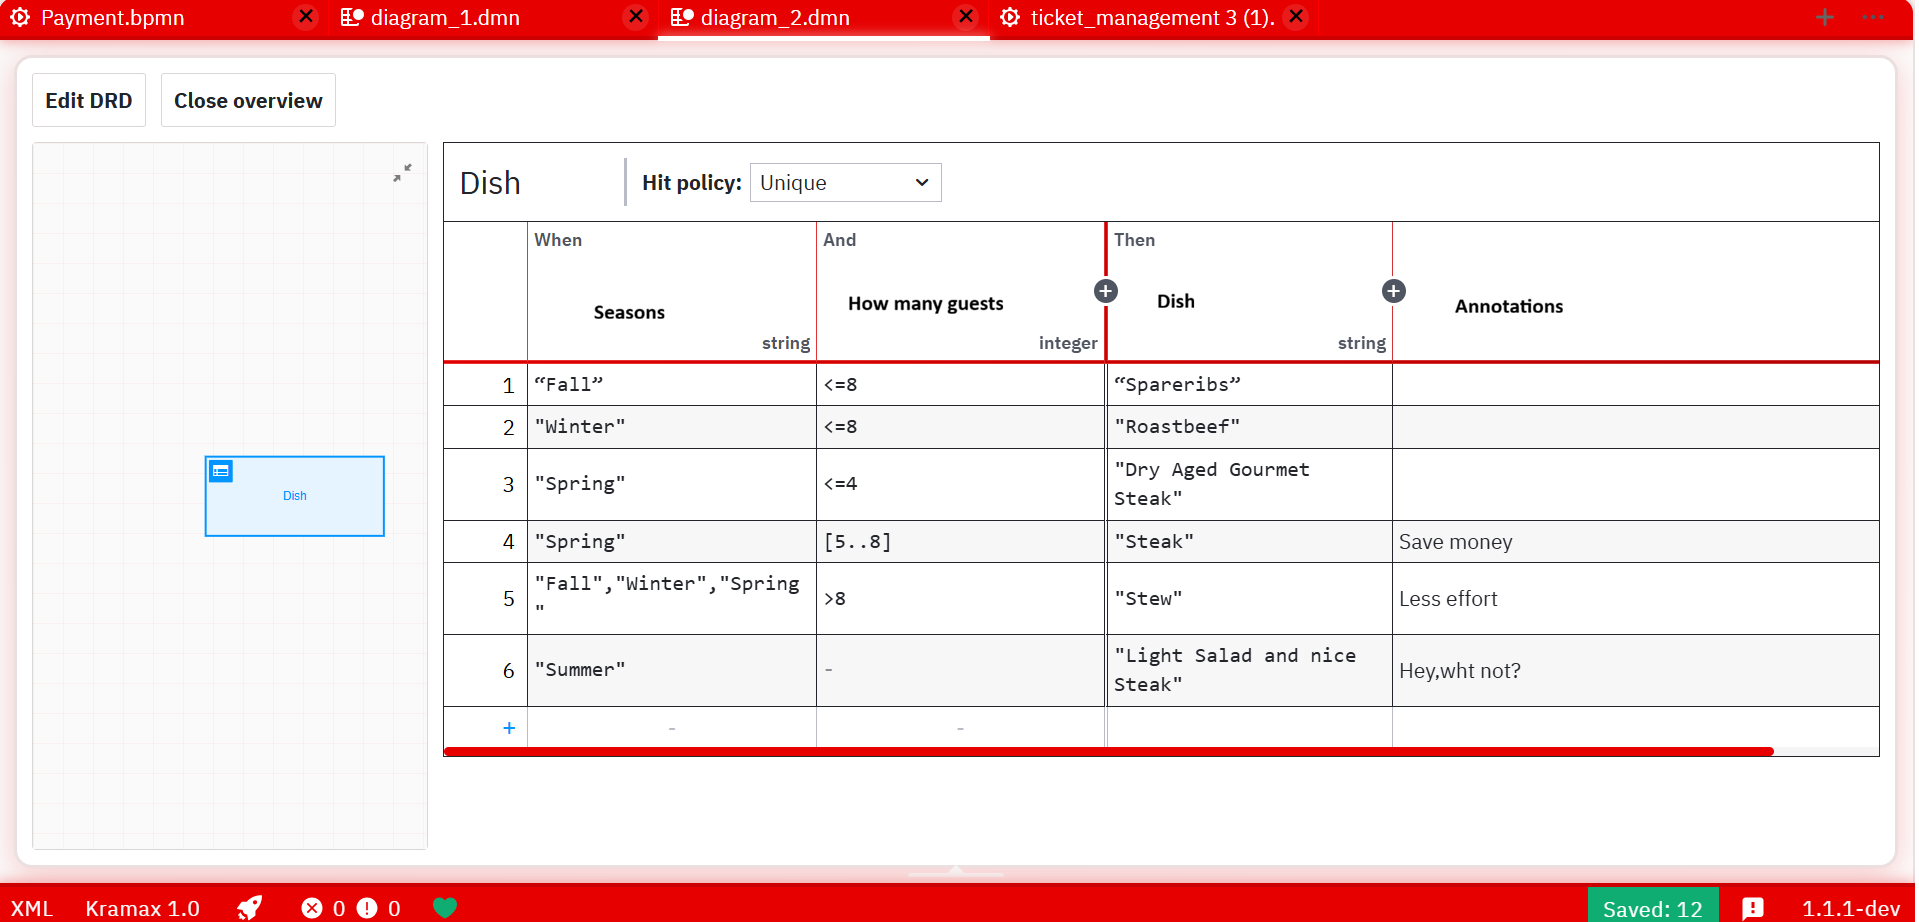 Payment.bpmn diagram_1.dmn diagram_2.dmn ticket_management 3 (1).
Edit DRD Close overview
Dish Hit policy: Unique
When And Then
Seasons How many guests Dish Annotations
string integer string
1 “Fall” <=8 “Spareribs”
2 "Winter" <=8 "Roastbeef"
3 "Spring" <=4 "Dry Aged Gourmet
Steak"
4 "Spring" [5..8] "Steak" Save money
5 "Fall","Winter","Spring
" >8 "Stew" Less effort
6 "Summer" - "Light Salad and nice
Steak" Hey,wht not?
+ - -
Dish
XML Kramax 1.0 0 0 Saved: 12 1.1.1-dev